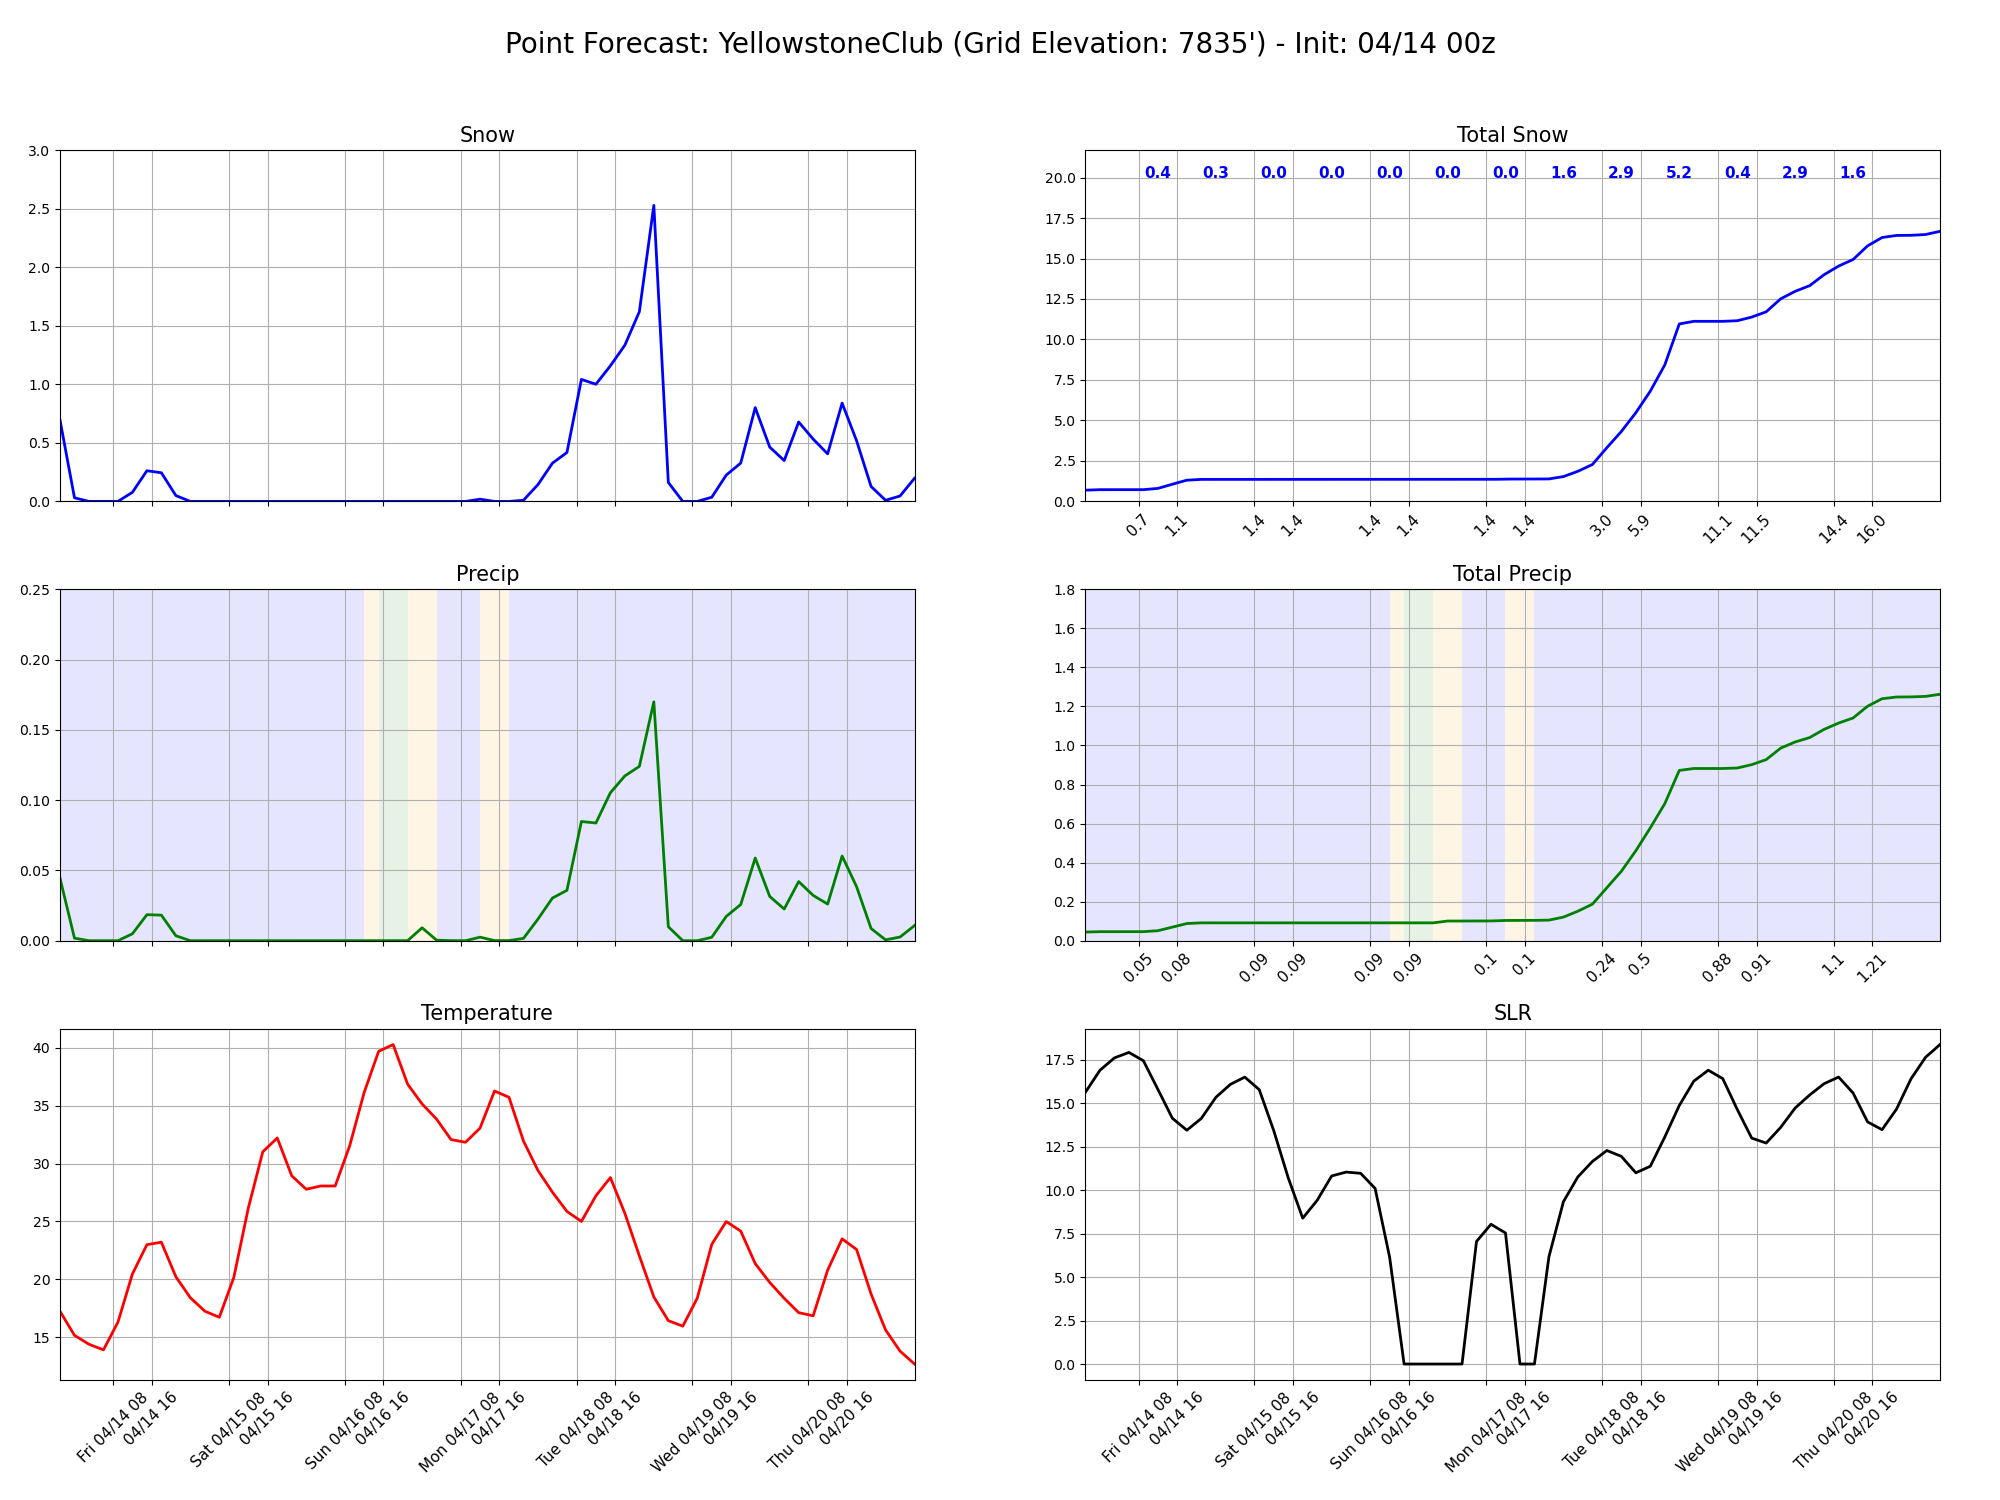 Point Forecast: YellowstoneClub (Grid Elevation: 7835') - Init: 04/14 00z
Snow
3.0
2.5
2.0
1.5
1.0
0.5
0.0
Total Snow
0.4 0.3 0.0 0.0 0.0 0.0 0.0 1.6 2.9 5.2 0.4 2.9 1.6
20.0
17.5
15.0
12.5
10.0
7.5
5.0
2.5
0.0
0.7 1.1 1.4 1.4 1.4 1.4 1.4 1.4 3.0 5.9 11.1 11.5 14.4 16.0
Precip
0.25
0.20
0.15
0.10
0.05
0.00
Total Precip
1.8
1.6
1.4
1.2
1.0
0.8
0.6
0.4
0.2
0.0
0.05 0.08 0.09 0.09 0.09 0.09 0.1 0.1 0.24 0.5 0.88 0.91 1.1 1.21
Temperature
40
35
30
25
20
15
Fri 04/14 08
04/14 16
Sat 04/15 08
04/15 16
Sun 04/16 08
04/16 16
Mon 04/17 08
04/17 16
Tue 04/18 08
04/18 16
Wed 04/19 08
04/19 16
Thu 04/20 08
04/20 16
SLR
17.5
15.0
12.5
10.0
7.5
5.0
2.5
0.0
Fri 04/14 08
04/14 16
Sat 04/15 08
04/15 16
Sun 04/16 08
04/16 16
Mon 04/17 08
04/17 16
Tue 04/18 08
04/18 16
Wed 04/19 08
04/19 16
Thu 04/20 08
04/20 16